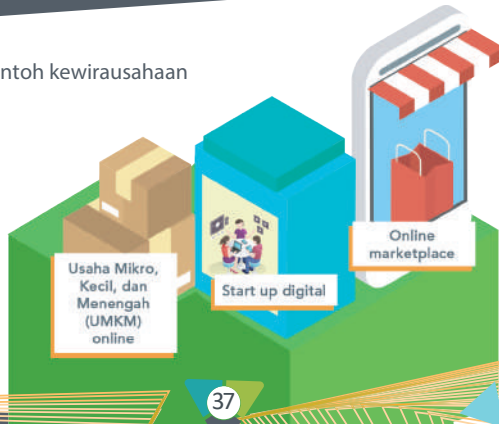 ntoh kewirausahaan
Usaha Mikro,
Kecil, dan
Menengah
(UMKM)
online
Start up digital
Online
marketplace
37